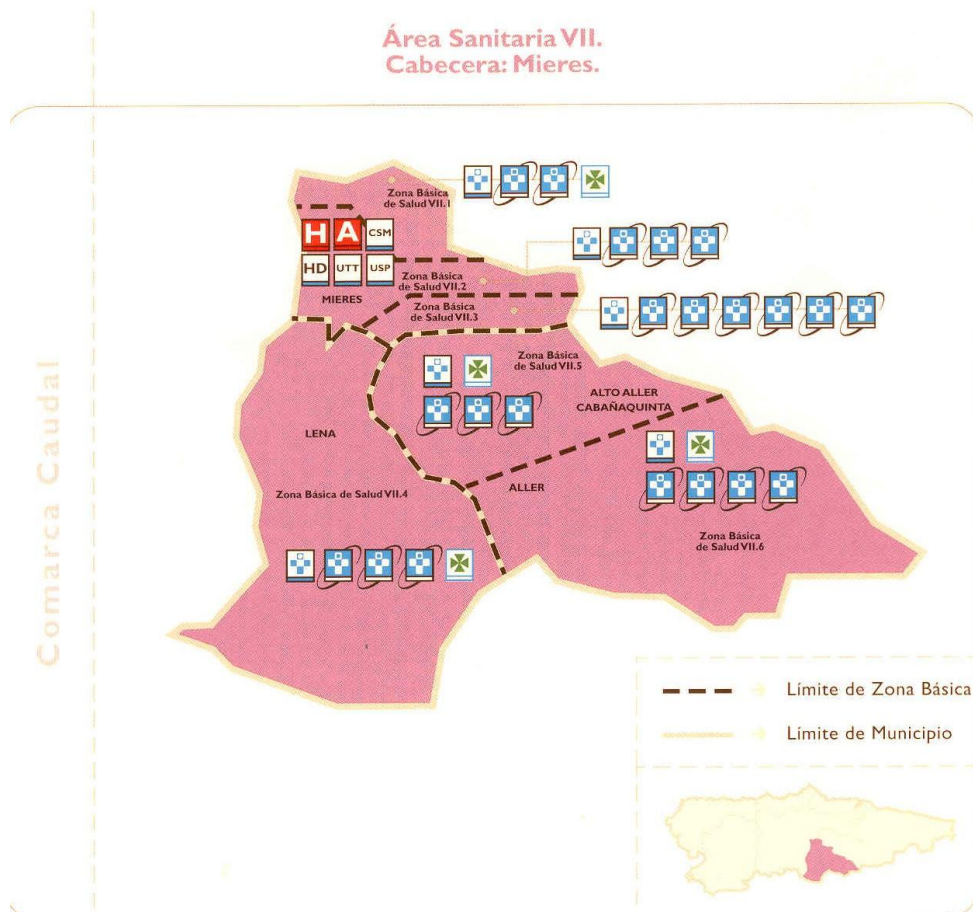 Área Sanitaria VII.
Cabecera: Mieres.
Comarca Caudal
Zona Básica
de Salud VII.1
H A CSM
HD UTT USP
MIERES
Zona Básica
de Salud VII.2
Zona Básica
de Salud VII.3
Zona Básica
de Salud VII.5
ALTO ALLER
CABAÑAQUINTA
LENA
ALLER
Zona Básica de Salud VII.4
Zona Básica
de Salud VII.6
Límite de Zona Básica
Límite de Municipio